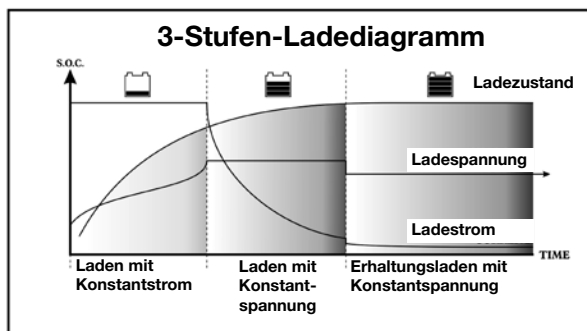 3-Stufen-Ladediagramm
S.O.C.
Ladezustand
Ladespannung
Ladestrom
TIME
Laden mit
Konstantstrom
Laden mit
Konstant-
spannung
Erhaltungsladen mit
Konstantspannung